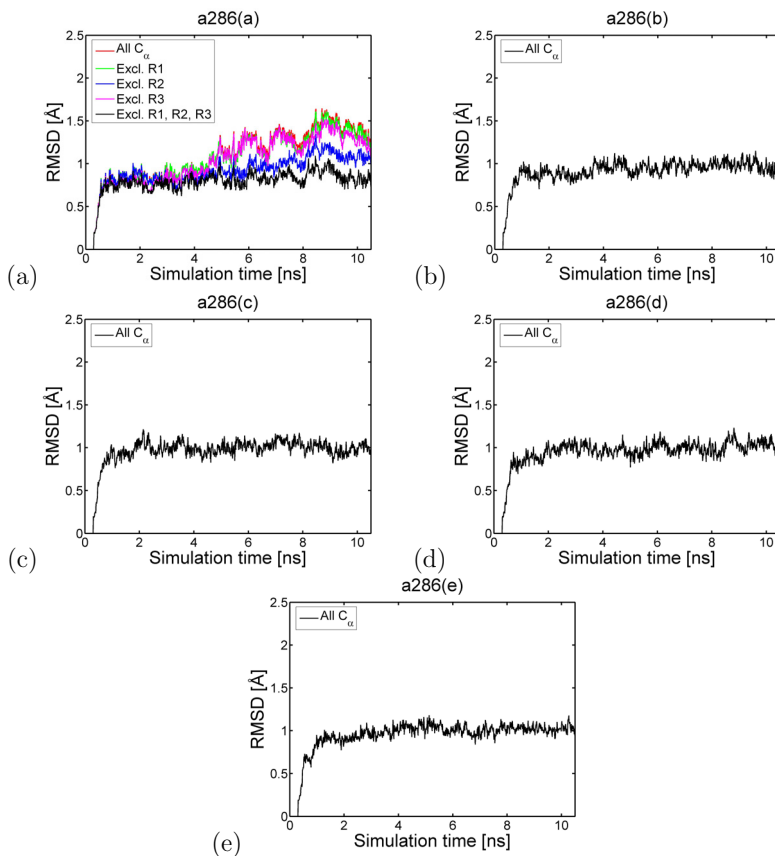 a286(a)
2.5
2
1.5
1
0.5
0
RMSD [Å]
All Cα
Excl. R1
Excl. R2
Excl. R3
Excl. R1, R2, R3
0 2 4 6 8 10
Simulation time [ns]
(a)
a286(b)
2.5
2
1.5
1
0.5
0
RMSD [Å]
All Cα
0 2 4 6 8 10
Simulation time [ns]
(b)
a286(c)
2.5
2
1.5
1
0.5
0
RMSD [Å]
All Cα
0 2 4 6 8 10
Simulation time [ns]
(c)
a286(d)
2.5
2
1.5
1
0.5
0
RMSD [Å]
All Cα
0 2 4 6 8 10
Simulation time [ns]
(d)
a286(e)
2.5
2
1.5
1
0.5
0
RMSD [Å]
All Cα
0 2 4 6 8 10
Simulation time [ns]
(e)